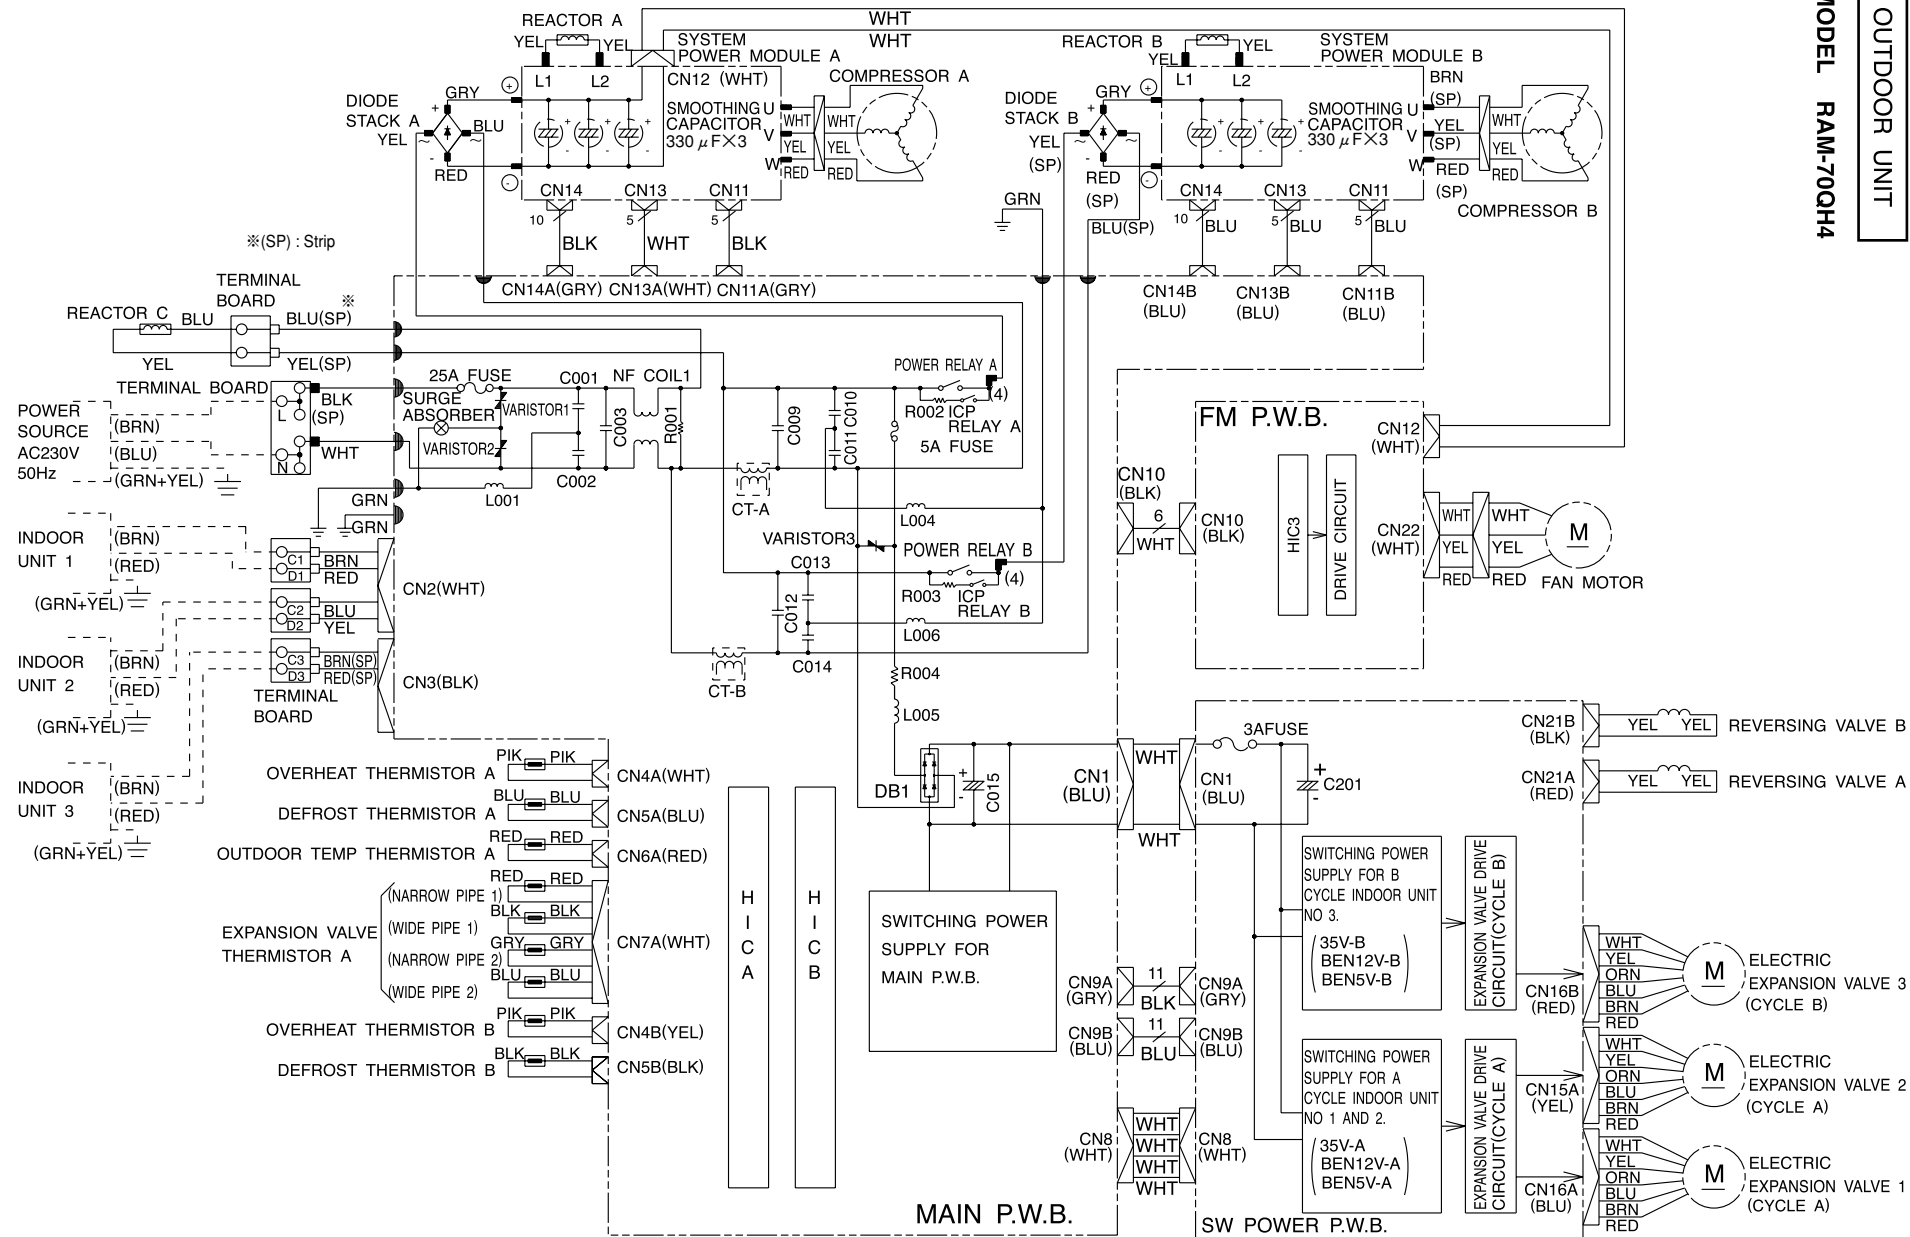 OUTDOOR UNIT
MODEL RAM-70QH4
REACTOR A
YEL
YEL
SYSTEM
POWER MODULE A
WHT
WHT
L1
L2
CN12 (WHT)
GRY
+
DIODE
STACK A
YEL
BLU
-
RED
SMOOTHING
CAPACITOR
330 μF×3
U
V
W
WHT
YEL
RED
WHT
YEL
RED
COMPRESSOR A
CN14
CN13
CN11
10
5
5
BLK
WHT
BLK
REACTOR B
YEL
YEL
SYSTEM
POWER MODULE B
L1
L2
GRY
+
DIODE
STACK B
YEL
(SP)
-
RED
(SP)
BLU(SP)
SMOOTHING
CAPACITOR
330 μF×3
U
V
W
BRN
(SP)
YEL
(SP)
RED
(SP)
WHT
YEL
RED
COMPRESSOR B
CN14
CN13
CN11
10
5
5
BLU
BLU
BLU
GRN
※(SP) : Strip
CN14A(GRY)
CN13A(WHT)
CN11A(GRY)
CN14B
(BLU)
CN13B
(BLU)
CN11B
(BLU)
TERMINAL
BOARD
※
REACTOR C
BLU
BLU(SP)
YEL
YEL(SP)
TERMINAL BOARD
L
N
BLK
(SP)
WHT
POWER
SOURCE
AC230V
50Hz
(BRN)
(BLU)
(GRN+YEL)
GRN
GRN
25A FUSE
SURGE
ABSORBER
VARISTOR1
VARISTOR2
C001
C002
C003
NF COIL1
R001
L001
CT-A
C009
C010
C011
POWER RELAY A
(4)
R002
ICP
RELAY A
5A FUSE
L004
VARISTOR3
C013
C012
C014
POWER RELAY B
(4)
R003
ICP
RELAY B
L006
CT-B
R004
L005
DB1
+
-
C015
INDOOR
UNIT 1
(BRN)
(RED)
(GRN+YEL)
C1
D1
BRN
RED
CN2(WHT)
C2
D2
BLU
YEL
INDOOR
UNIT 2
(BRN)
(RED)
(GRN+YEL)
C3
D3
BRN(SP)
RED(SP)
CN3(BLK)
TERMINAL
BOARD
INDOOR
UNIT 3
(BRN)
(RED)
(GRN+YEL)
OVERHEAT THERMISTOR A
PIK
PIK
CN4A(WHT)
DEFROST THERMISTOR A
BLU
BLU
CN5A(BLU)
OUTDOOR TEMP THERMISTOR A
RED
RED
CN6A(RED)
EXPANSION VALVE
THERMISTOR A
(NARROW PIPE 1)
RED
RED
(WIDE PIPE 1)
BLK
BLK
(NARROW PIPE 2)
GRY
GRY
(WIDE PIPE 2)
BLU
BLU
CN7A(WHT)
OVERHEAT THERMISTOR B
PIK
PIK
CN4B(YEL)
DEFROST THERMISTOR B
BLK
BLK
CN5B(BLK)
HICA
HICB
SWITCHING POWER
SUPPLY FOR
MAIN P.W.B.
MAIN P.W.B.
CN10
(BLK)
6
WHT
CN10
(BLK)
FM P.W.B.
HIC3
DRIVE CIRCUIT
CN12
(WHT)
CN22
(WHT)
WHT
YEL
RED
WHT
YEL
RED
M
FAN MOTOR
CN1
(BLU)
WHT
WHT
CN1
(BLU)
3AFUSE
+
-
C201
CN21B
(BLK)
YEL
YEL
REVERSING VALVE B
CN21A
(RED)
YEL
YEL
REVERSING VALVE A
SWITCHING POWER
SUPPLY FOR B
CYCLE INDOOR UNIT
NO 3.
35V-B
BEN12V-B
BEN5V-B
EXPANSION VALVE DRIVE
CIRCUIT(CYCLE B)
CN16B
(RED)
WHT
YEL
ORN
BLU
BRN
RED
M
ELECTRIC
EXPANSION VALVE 3
(CYCLE B)
CN9A
(GRY)
11
BLK
CN9A
(GRY)
CN9B
(BLU)
11
BLU
CN9B
(BLU)
CN8
(WHT)
WHT
WHT
WHT
WHT
CN8
(WHT)
SWITCHING POWER
SUPPLY FOR A
CYCLE INDOOR UNIT
NO 1 AND 2.
35V-A
BEN12V-A
BEN5V-A
EXPANSION VALVE DRIVE
CIRCUIT(CYCLE A)
CN15A
(YEL)
WHT
YEL
ORN
BLU
BRN
RED
M
ELECTRIC
EXPANSION VALVE 2
(CYCLE A)
CN16A
(BLU)
WHT
YEL
ORN
BLU
BRN
RED
M
ELECTRIC
EXPANSION VALVE 1
(CYCLE A)
SW POWER P.W.B.